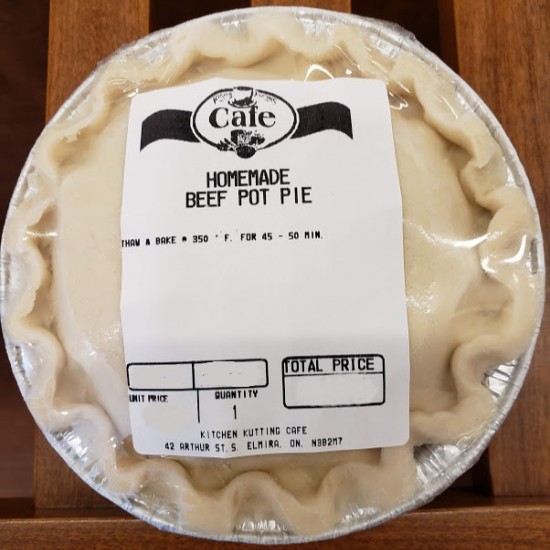 Cafe
HOMEMADE
BEEF POT PIE
THAW & BAKE @ 350 ° F. FOR 45 - 50 MIN.
TOTAL PRICE
UNIT PRICE QUANTITY
1
KITCHEN KUTTING CAFE
42 ARTHUR ST. S. ELMIRA, ON. N3B2M7